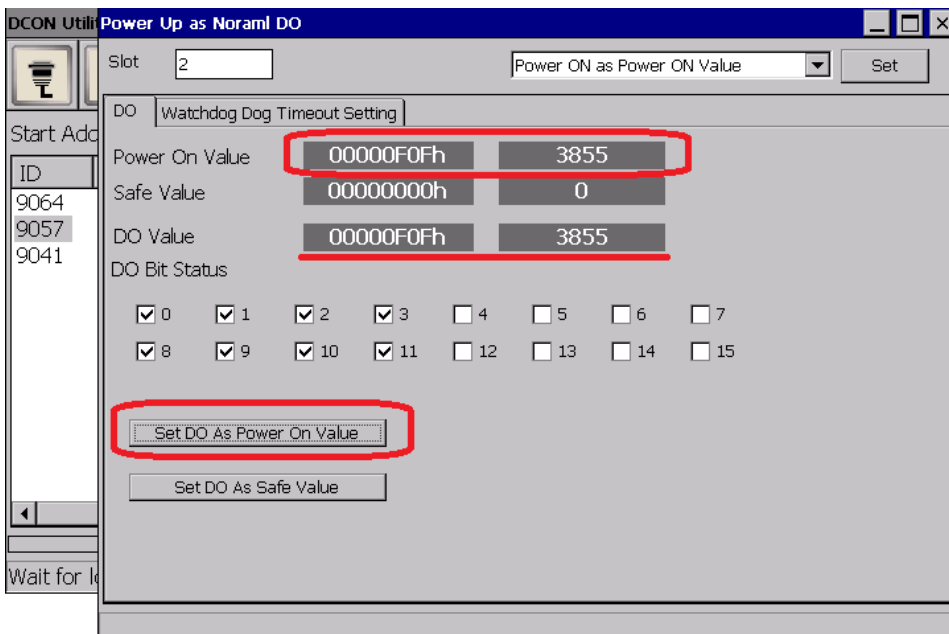 DCON Utili
Power Up as Noraml DO
Slot 2 Power ON as Power ON Value Set
DO Watchdog Dog Timeout Setting
Start Add
Power On Value 00000F0Fh 3855
ID
Safe Value 00000000h 0
9064
9057
DO Value 00000F0Fh 3855
9041
DO Bit Status
0 1 2 3 4 5 6 7
8 9 10 11 12 13 14 15
Set DO As Power On Value
Set DO As Safe Value
Wait for l